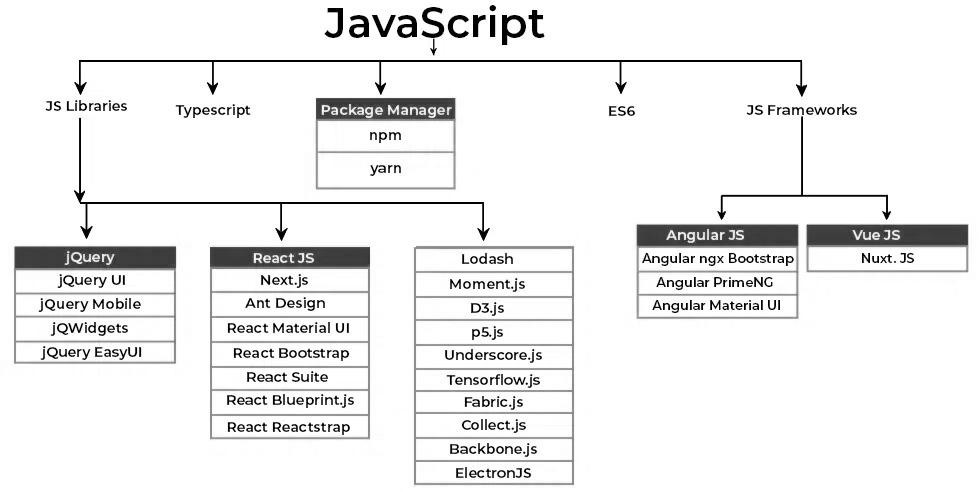 JavaScript
JS Libraries
Typescript
Package Manager
npm
yarn
ES6
JS Frameworks
jQuery
jQuery UI
jQuery Mobile
jQWidgets
jQuery EasyUI
React JS
Next.js
Ant Design
React Material UI
React Bootstrap
React Suite
React Blueprint.js
React Reactstrap
Lodash
Moment.js
D3.js
p5.js
Underscore.js
Tensorflow.js
Fabric.js
Collect.js
Backbone.js
ElectronJS
Angular JS
Angular ngx Bootstrap
Angular PrimeNG
Angular Material UI
Vue JS
Nuxt. JS